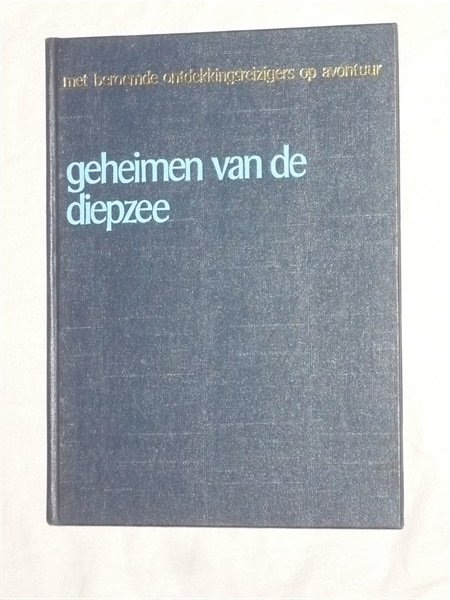 met beroemde ontdekkingsreizigers op avontuur
geheimen van de
diepzee